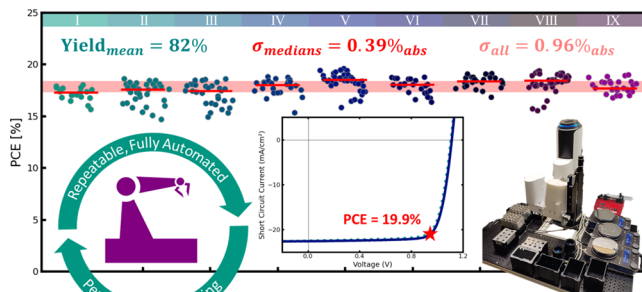 I II III IV V VI VII VIII IX
Yield_mean = 82% σ_medians = 0.39%_abs σ_all = 0.96%_abs
25
20
15
10
5
0
PCE [%]
Repeatable, Fully Automated
Short Circuit Current (mA/cm²)
0
−10
−20
PCE = 19.9%
0.0 0.4 0.8 1.2
Voltage (V)